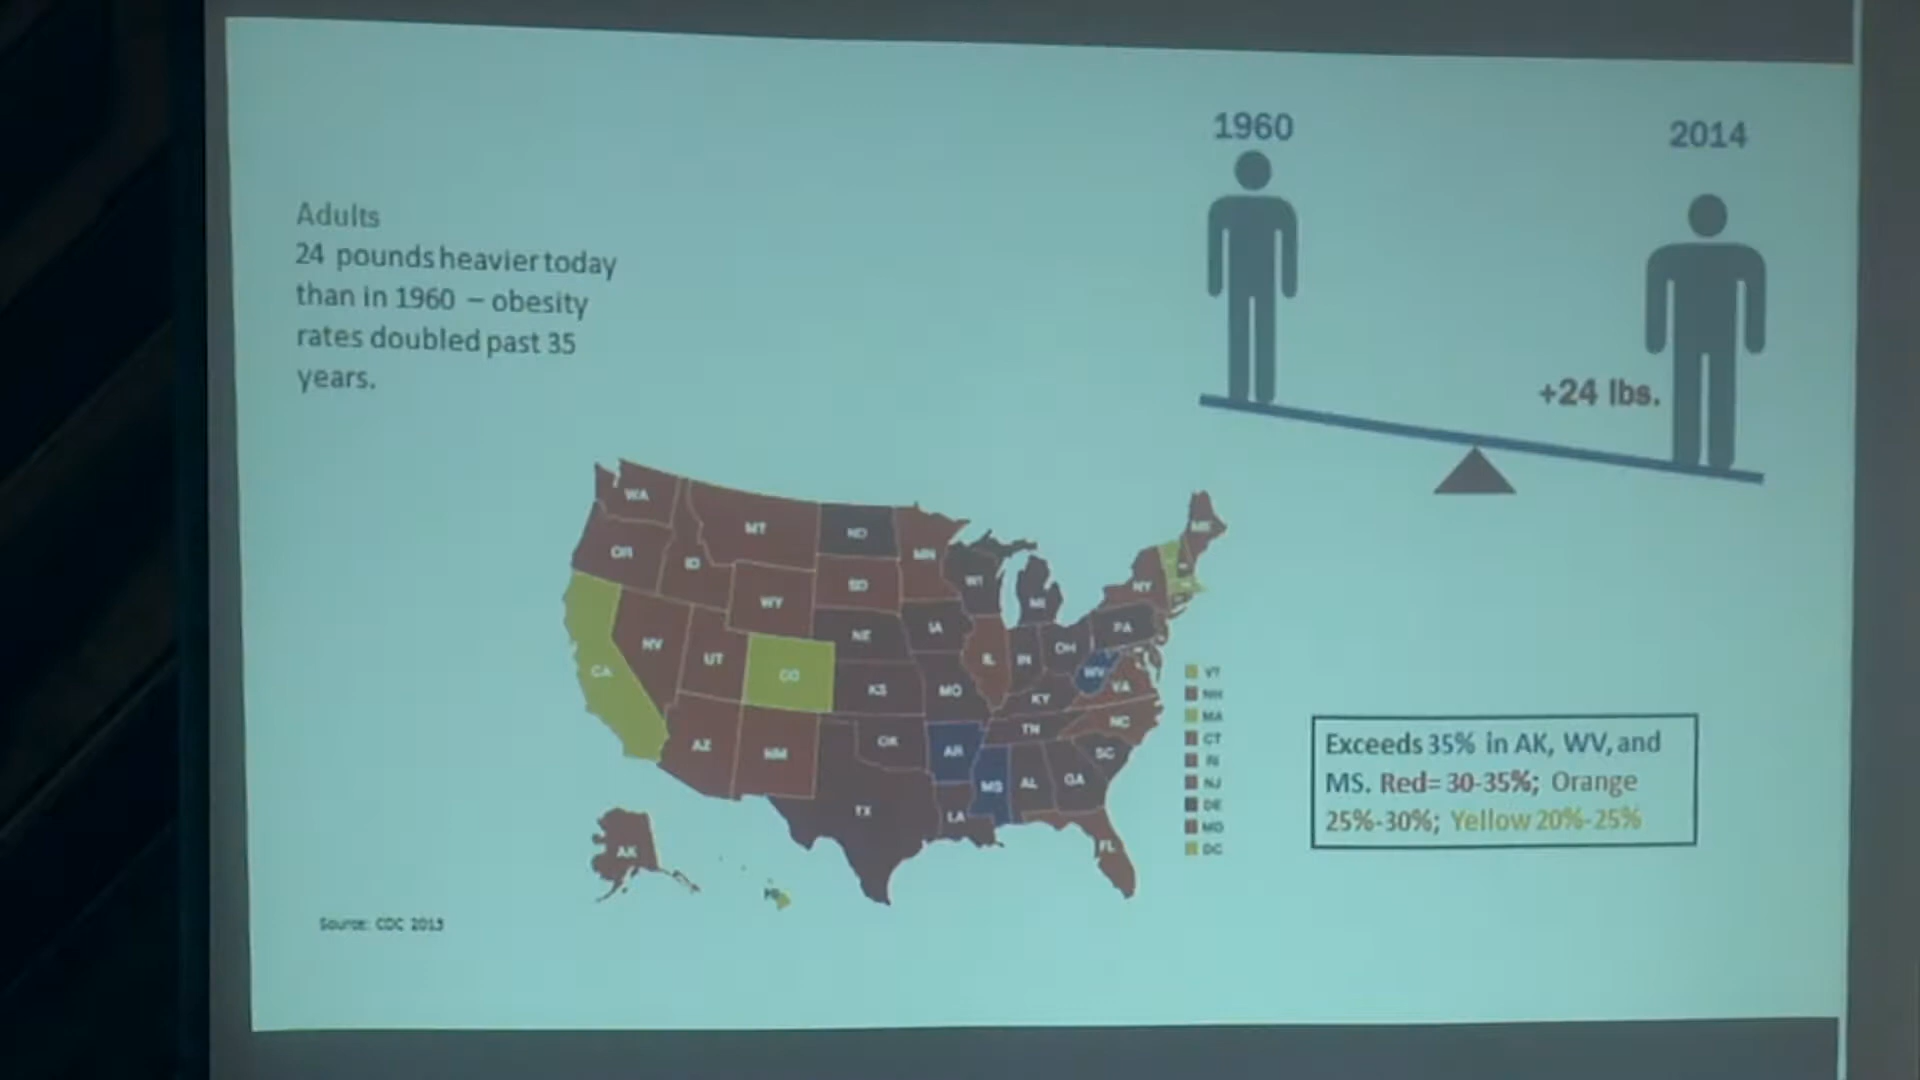 1960
2014
Adults
24 pounds heavier today
than in 1960 – obesity
rates doubled past 35
years.
+24 lbs.
WA
MT
ND
MN
ME
OR
ID
SD
WI
NY
WY
MI
IA
PA
NE
NV
UT
CO
IL
IN
OH
CA
KS
MO
WV
VA
KY
AZ
NM
OK
AR
TN
NC
SC
TX
LA
MS
AL
GA
AK
FL
VT
NH
MA
CT
RI
NJ
DE
MD
DC
Exceeds 35% in AK, WV, and
MS. Red= 30-35%; Orange
25%-30%; Yellow 20%-25%
Source: CDC 2013